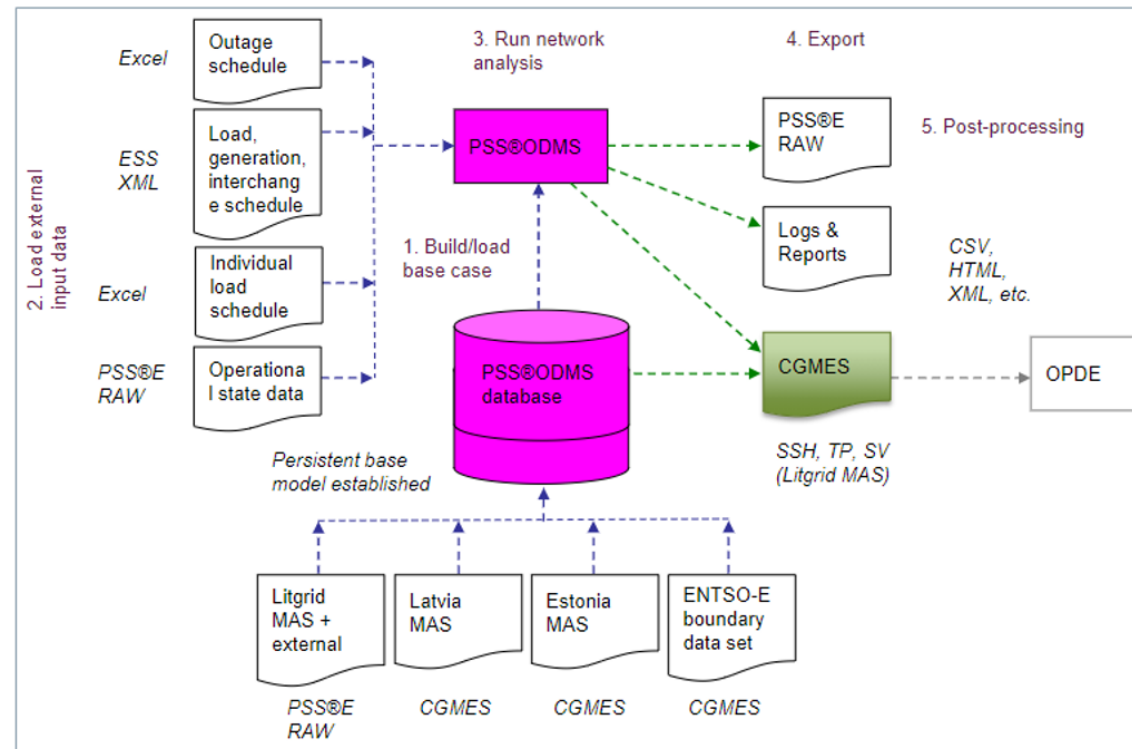 2. Load external
input data
Excel
Outage
schedule
ESS
XML
Load,
generation,
interchang
e schedule
Excel
Individual
load
schedule
PSS®E
RAW
Operationa
l state data
3. Run network
analysis
PSS®ODMS
1. Build/load
base case
PSS®ODMS
database
Persistent base
model established
4. Export
PSS®E
RAW
Logs &
Reports
CGMES
SSH, TP, SV
(Litgrid MAS)
5. Post-processing
CSV,
HTML,
XML, etc.
OPDE
Litgrid
MAS +
external
PSS®E
RAW
Latvia
MAS
CGMES
Estonia
MAS
CGMES
ENTSO-E
boundary
data set
CGMES